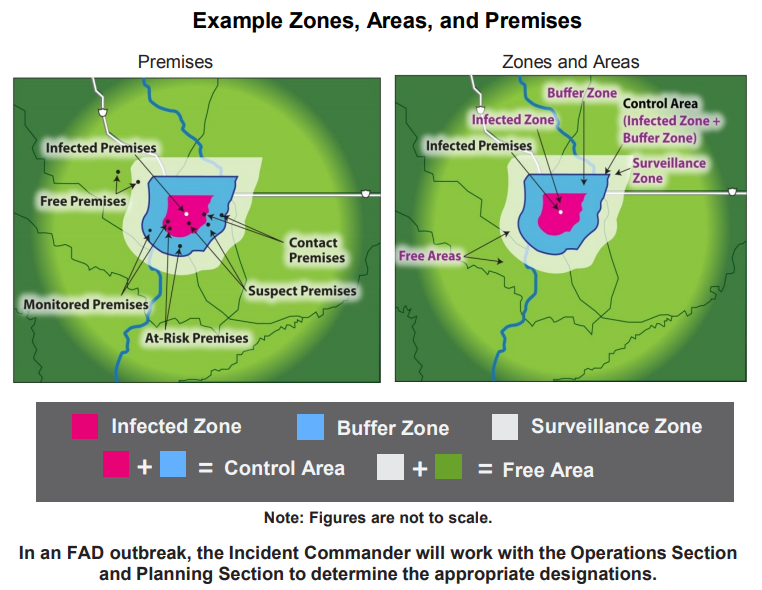 Example Zones, Areas, and Premises
Premises
Infected Premises
Free Premises
Contact
Premises
Suspect Premises
Monitored Premises
At-Risk Premises
Zones and Areas
Buffer Zone
Control Area
(Infected Zone +
Buffer Zone)
Infected Zone
Infected Premises
Surveillance
Zone
Free Areas
Infected Zone
Buffer Zone
Surveillance Zone
+ = Control Area
+ = Free Area
Note: Figures are not to scale.
In an FAD outbreak, the Incident Commander will work with the Operations Section
and Planning Section to determine the appropriate designations.